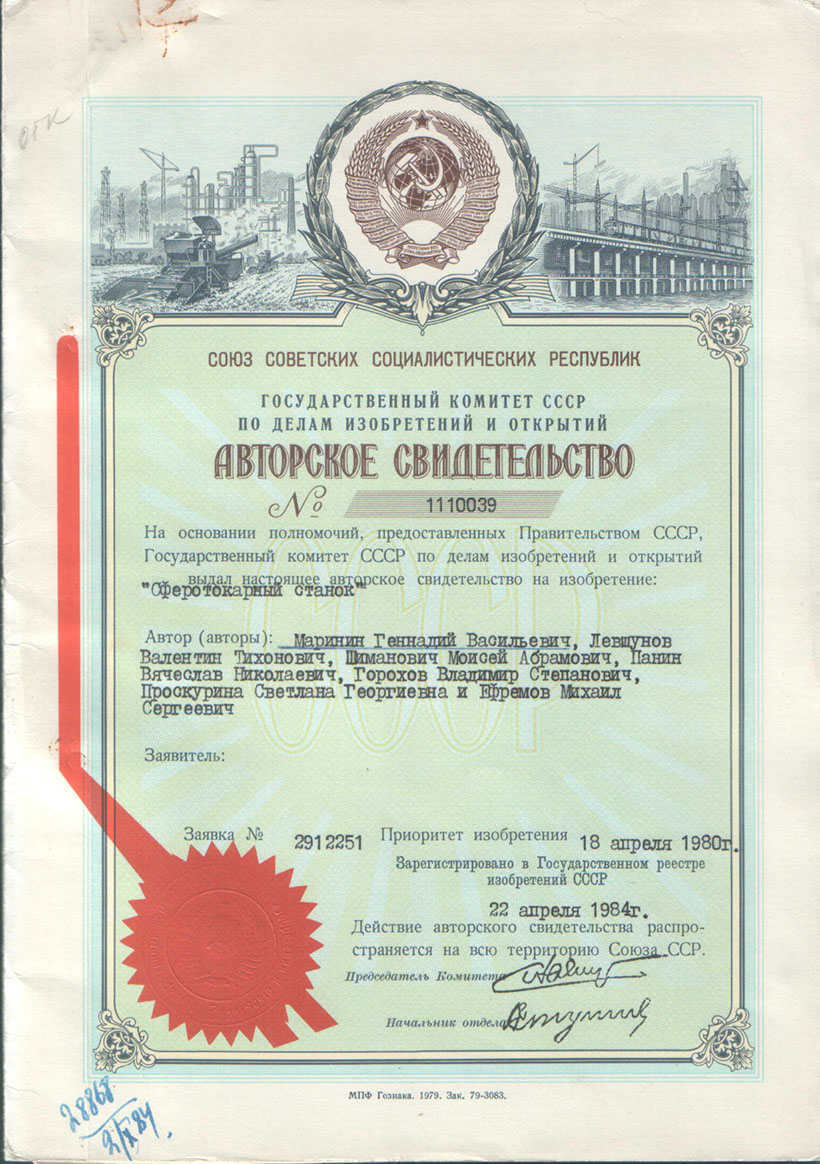 ОГК
СОЮЗ СОВЕТСКИХ СОЦИАЛИСТИЧЕСКИХ РЕСПУБЛИК
ГОСУДАРСТВЕННЫЙ КОМИТЕТ СССР
ПО ДЕЛАМ ИЗОБРЕТЕНИЙ И ОТКРЫТИЙ
АВТОРСКОЕ СВИДЕТЕЛЬСТВО
№ 1110039
На основании полномочий, предоставленных Правительством СССР,
Государственный комитет СССР по делам изобретений и открытий
выдал настоящее авторское свидетельство на изобретение:
"Сферотокарный станок"
Автор (авторы): Маринин Геннадий Васильевич, Левшунов
Валентин Тихонович, Шиманович Моисей Абрамович, Панин
Вячеслав Николаевич, Горохов Владимир Степанович,
Проскурина Светлана Георгиевна и Ефремов Михаил
Сергеевич
СССР
Заявитель:
Заявка № 2912251 Приоритет изобретения 18 апреля 1980г.
Зарегистрировано в Государственном реестре
изобретений СССР
22 апреля 1984г.
Действие авторского свидетельства распро-
страняется на всю территорию Союза ССР.
Председатель Комитета
Начальник отдела
МПФ Гознака. 1979. Зак. 79-3083.
28868